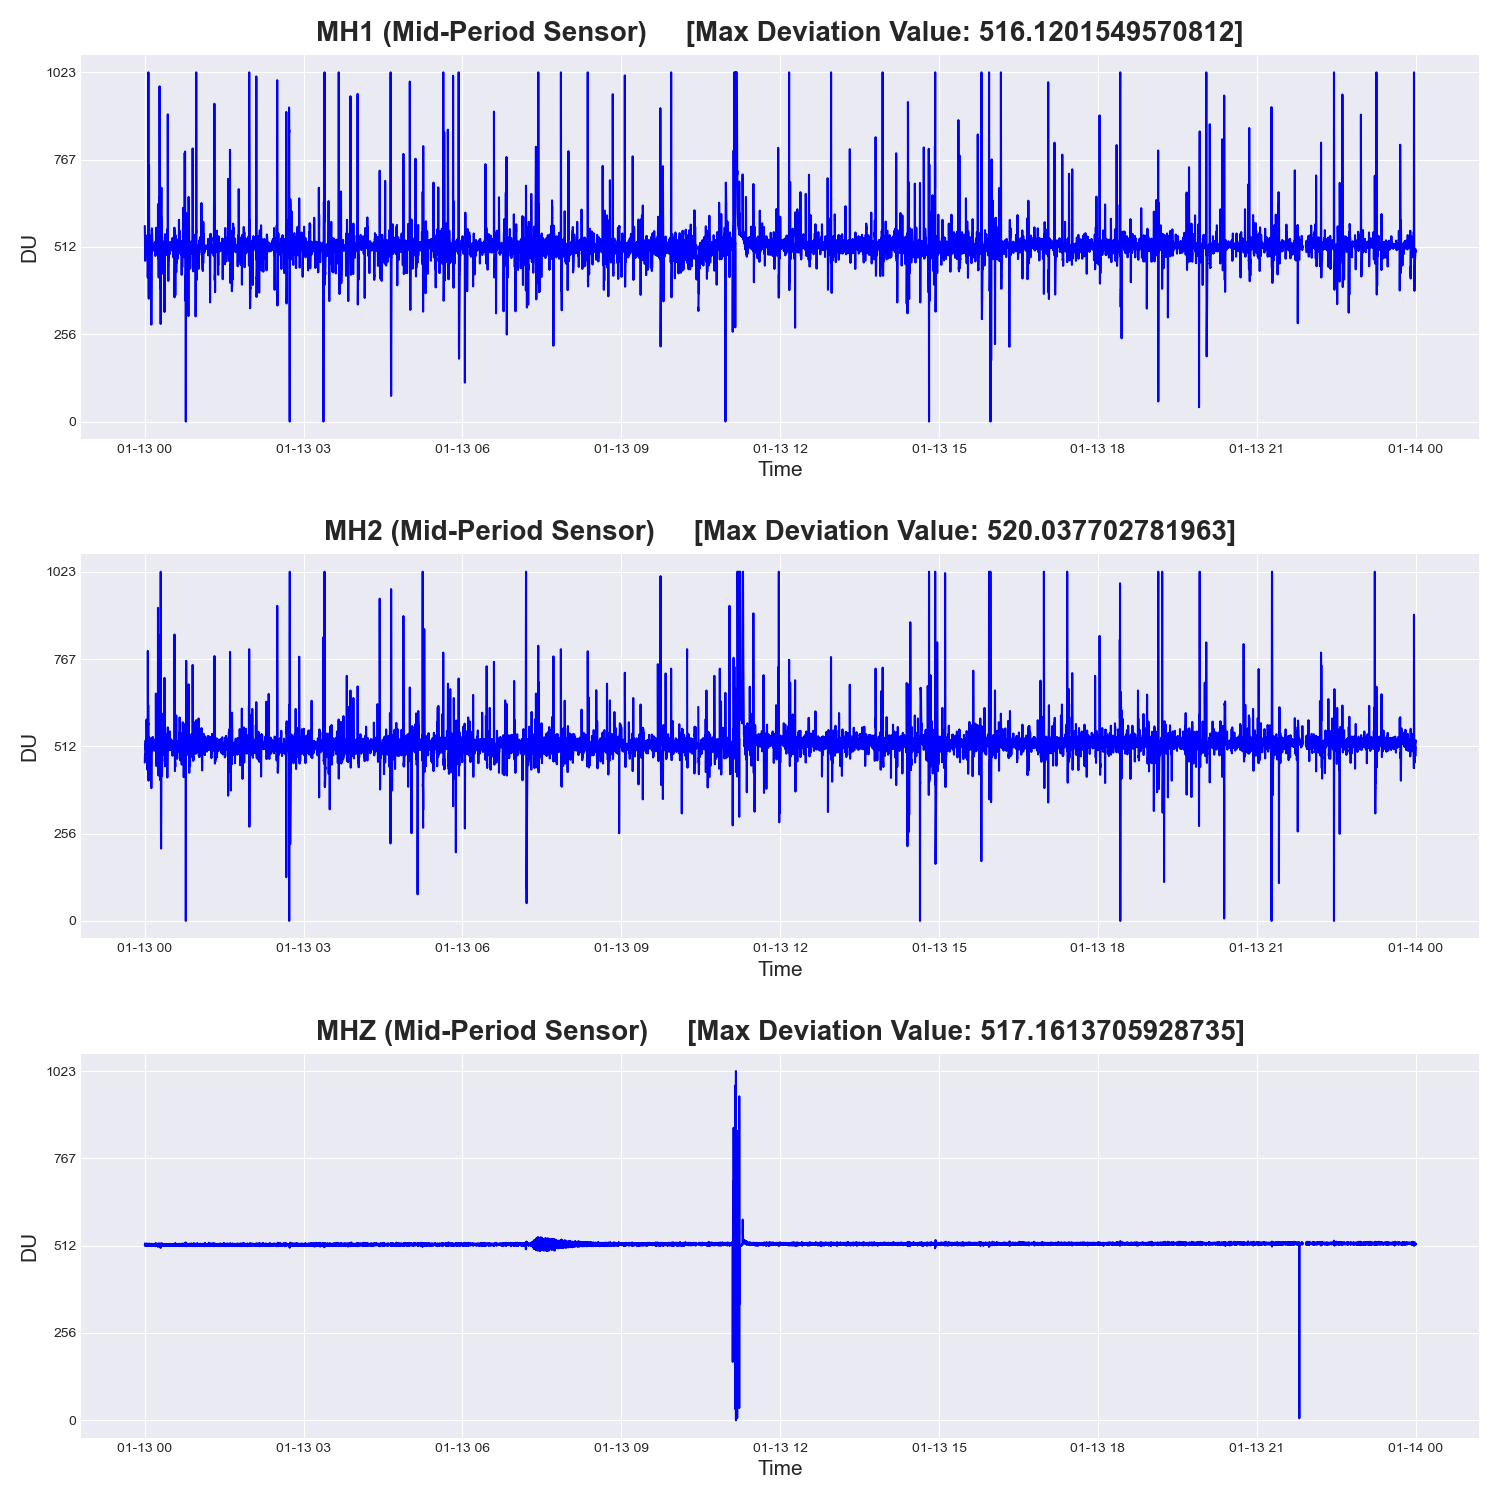 MH1 (Mid-Period Sensor) [Max Deviation Value: 516.1201549570812]
1023
767
512
256
0
DU
01-13 00 01-13 03 01-13 06 01-13 09 01-13 12 01-13 15 01-13 18 01-13 21 01-14 00
Time
MH2 (Mid-Period Sensor) [Max Deviation Value: 520.037702781963]
1023
767
512
256
0
DU
01-13 00 01-13 03 01-13 06 01-13 09 01-13 12 01-13 15 01-13 18 01-13 21 01-14 00
Time
MHZ (Mid-Period Sensor) [Max Deviation Value: 517.1613705928735]
1023
767
512
256
0
DU
01-13 00 01-13 03 01-13 06 01-13 09 01-13 12 01-13 15 01-13 18 01-13 21 01-14 00
Time